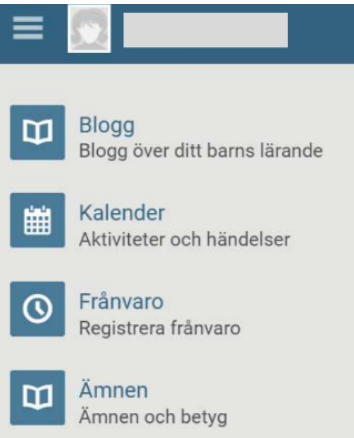 Blogg
Blogg över ditt barns lärande
Kalender
Aktiviteter och händelser
Frånvaro
Registrera frånvaro
Ämnen
Ämnen och betyg